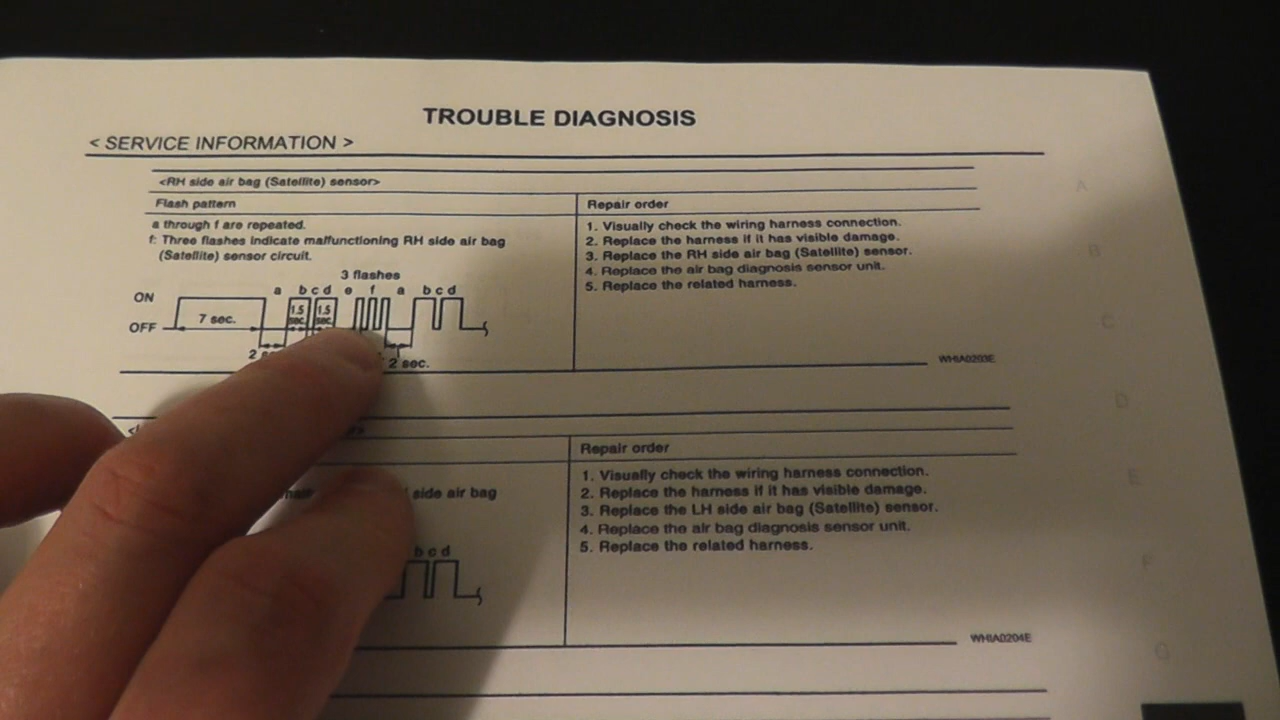 TROUBLE DIAGNOSIS
< SERVICE INFORMATION >
<RH side air bag (Satellite) sensor>
Flash pattern
Repair order
a through f are repeated.
f: Three flashes indicate malfunctioning RH side air bag
(Satellite) sensor circuit.
1. Visually check the wiring harness connection.
2. Replace the harness if it has visible damage.
3. Replace the RH side air bag (Satellite) sensor.
4. Replace the air bag diagnosis sensor unit.
5. Replace the related harness.
3 flashes
a b c d e f a b c d
ON
OFF
7 sec.
1.5 sec.
1.5
2
2 sec.
WHIA0203E
Repair order
side air bag
1. Visually check the wiring harness connection.
2. Replace the harness if it has visible damage.
3. Replace the LH side air bag (Satellite) sensor.
4. Replace the air bag diagnosis sensor unit.
5. Replace the related harness.
b c d
WHIA0204E
A
B
C
D
E
F
G